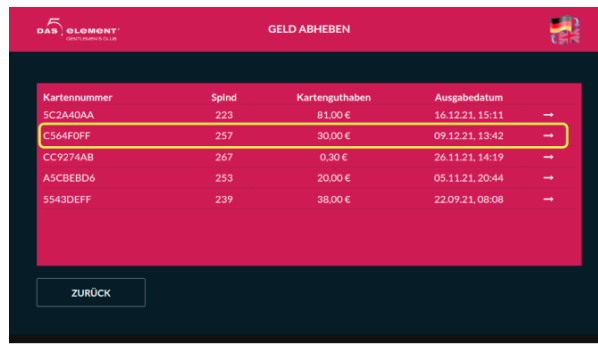 5
DAS ELEMENT
GENTLEMEN'S CLUB
GELD ABHEBEN
Kartennummer Spind Kartenguthaben Ausgabedatum
5C2A40AA 223 81,00 € 16.12.21, 15:11 →
C564F0FF 257 30,00 € 09.12.21, 13:42 →
CC9274AB 267 0,30 € 26.11.21, 14:19 →
A5CBEBD6 253 20,00 € 05.11.21, 20:44 →
5543DEFF 239 38,00 € 22.09.21, 08:08 →
ZURÜCK